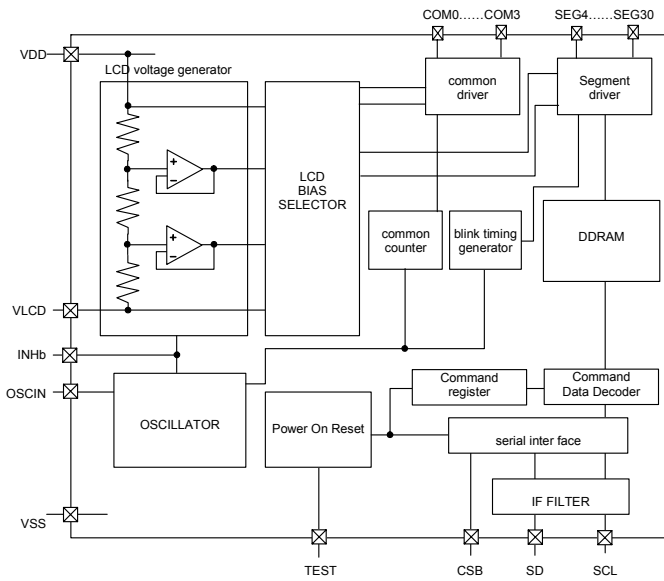 COM0……COM3
SEG4……SEG30
VDD
LCD voltage generator
common
driver
Segment
driver
LCD
BIAS
SELECTOR
common
counter
blink timing
generator
DDRAM
VLCD
INHb
OSCIN
OSCILLATOR
Power On Reset
Command
register
Command
Data Decoder
serial inter face
IF FILTER
VSS
TEST
CSB
SD
SCL